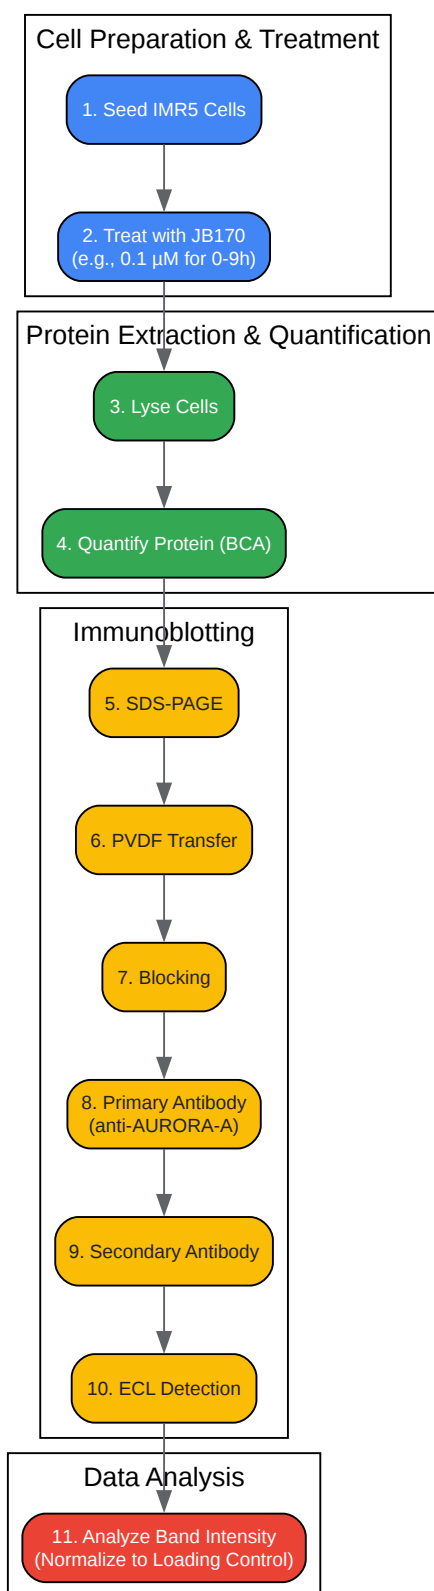 Cell Preparation & Treatment
1. Seed IMR5 Cells
2. Treat with JB170
(e.g., 0.1 µM for 0-9h)
Protein Extraction & Quantification
3. Lyse Cells
4. Quantify Protein (BCA)
Immunoblotting
5. SDS-PAGE
6. PVDF Transfer
7. Blocking
8. Primary Antibody
(anti-AURORA-A)
9. Secondary Antibody
10. ECL Detection
Data Analysis
11. Analyze Band Intensity
(Normalize to Loading Control)